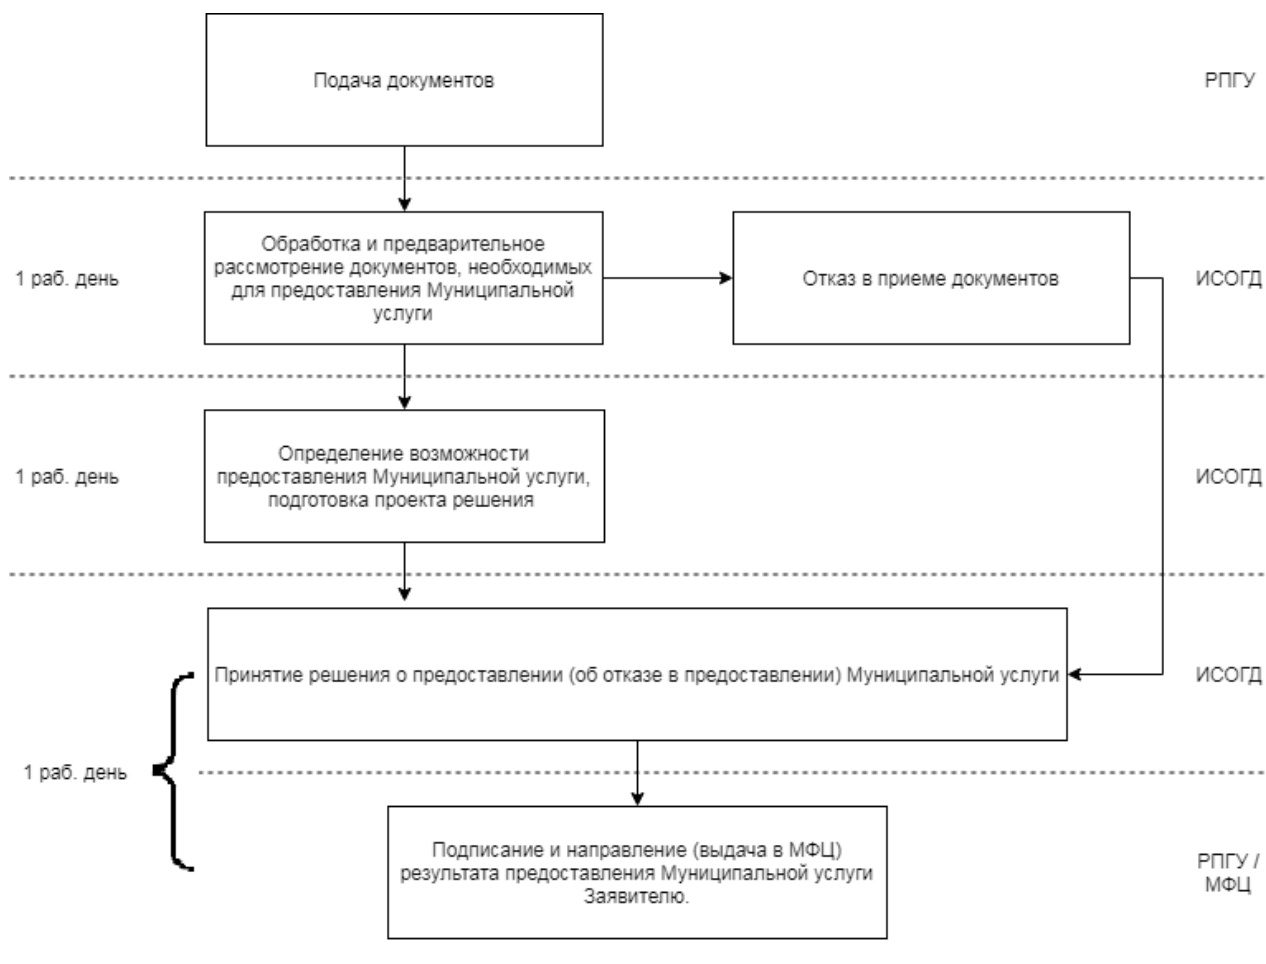 Подача документов
РПГУ
1 раб. день
Обработка и предварительное
рассмотрение документов, необходимых
для предоставления Муниципальной
услуги
Отказ в приеме документов
ИСОГД
1 раб. день
Определение возможности
предоставления Муниципальной услуги,
подготовка проекта решения
ИСОГД
Принятие решения о предоставлении (об отказе в предоставлении) Муниципальной услуги
ИСОГД
1 раб. день
Подписание и направление (выдача в МФЦ)
результата предоставления Муниципальной услуги
Заявителю.
РПГУ /
МФЦ